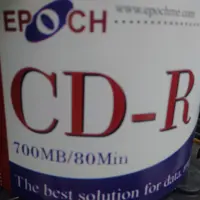 EPOCH
www.epochme.com
CD-R
700MB/80Min
The best solution for data